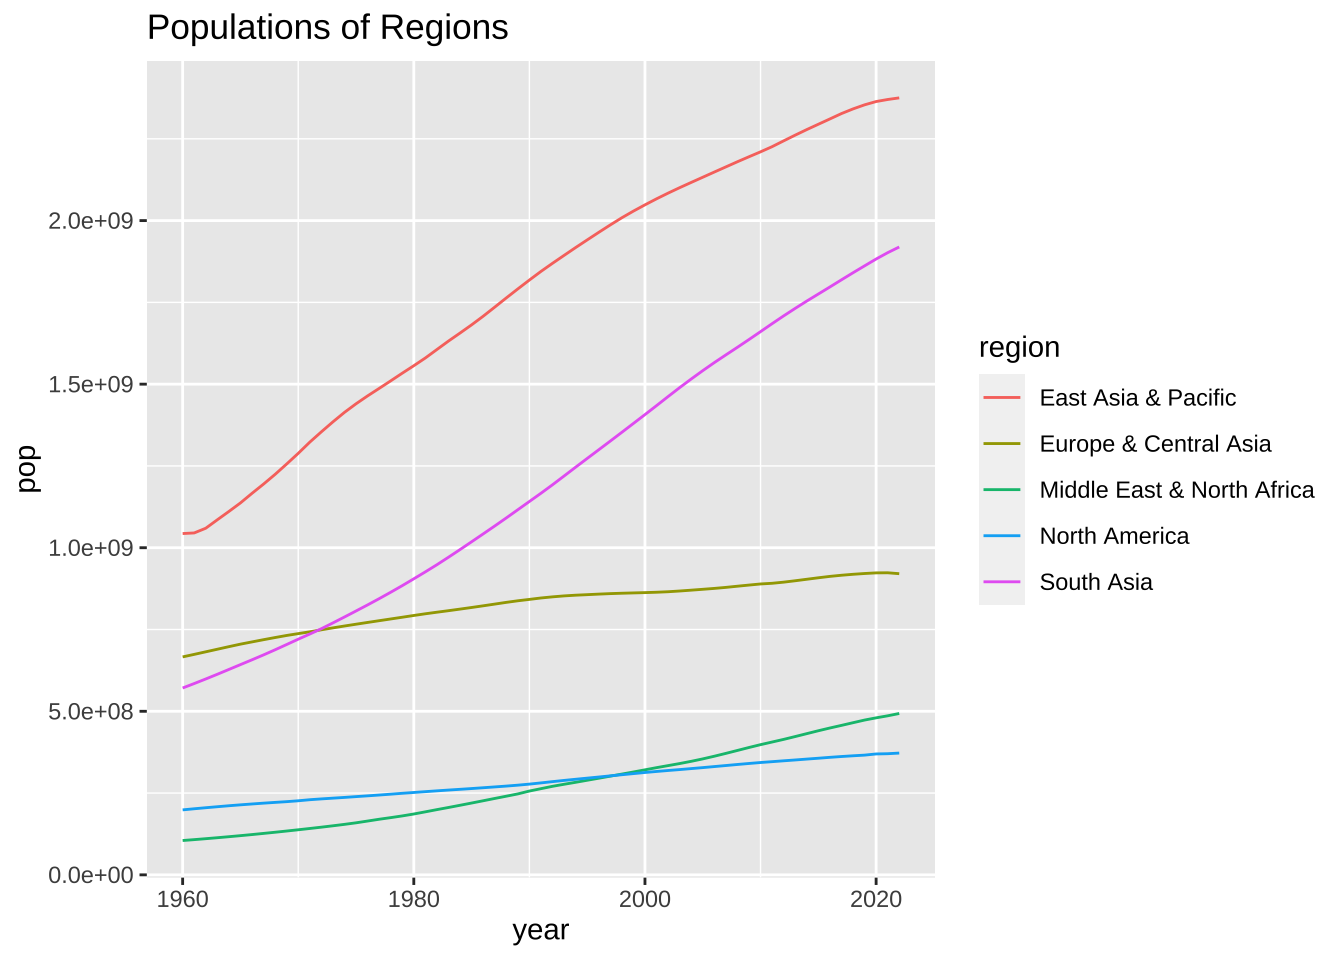 Populations of Regions
pop
2.0e+09
1.5e+09
1.0e+09
5.0e+08
0.0e+00
1960
1980
2000
2020
year
region
East Asia & Pacific
Europe & Central Asia
Middle East & North Africa
North America
South Asia